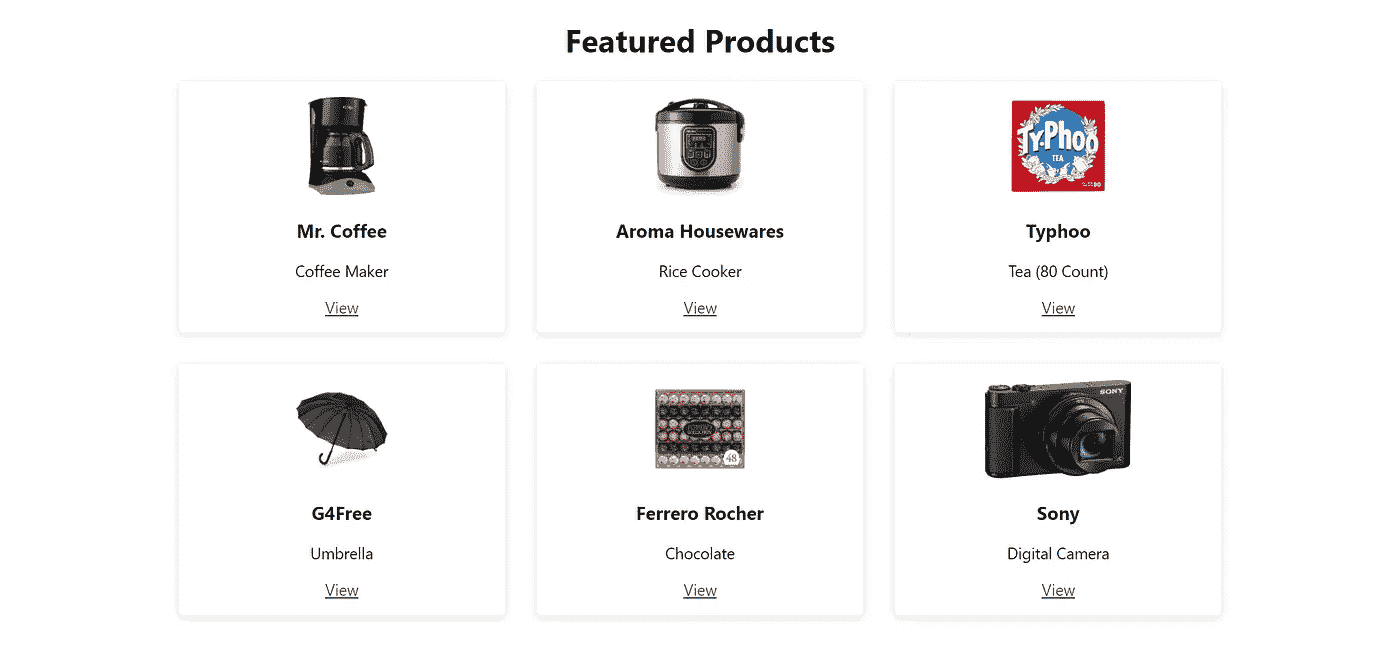 Featured Products
Mr. Coffee
Coffee Maker
View
Aroma Housewares
Rice Cooker
View
Ty·Phoo
TEA
80
Typhoo
Tea (80 Count)
View
G4Free
Umbrella
View
48
Ferrero Rocher
Chocolate
View
SONY
Sony
Digital Camera
View